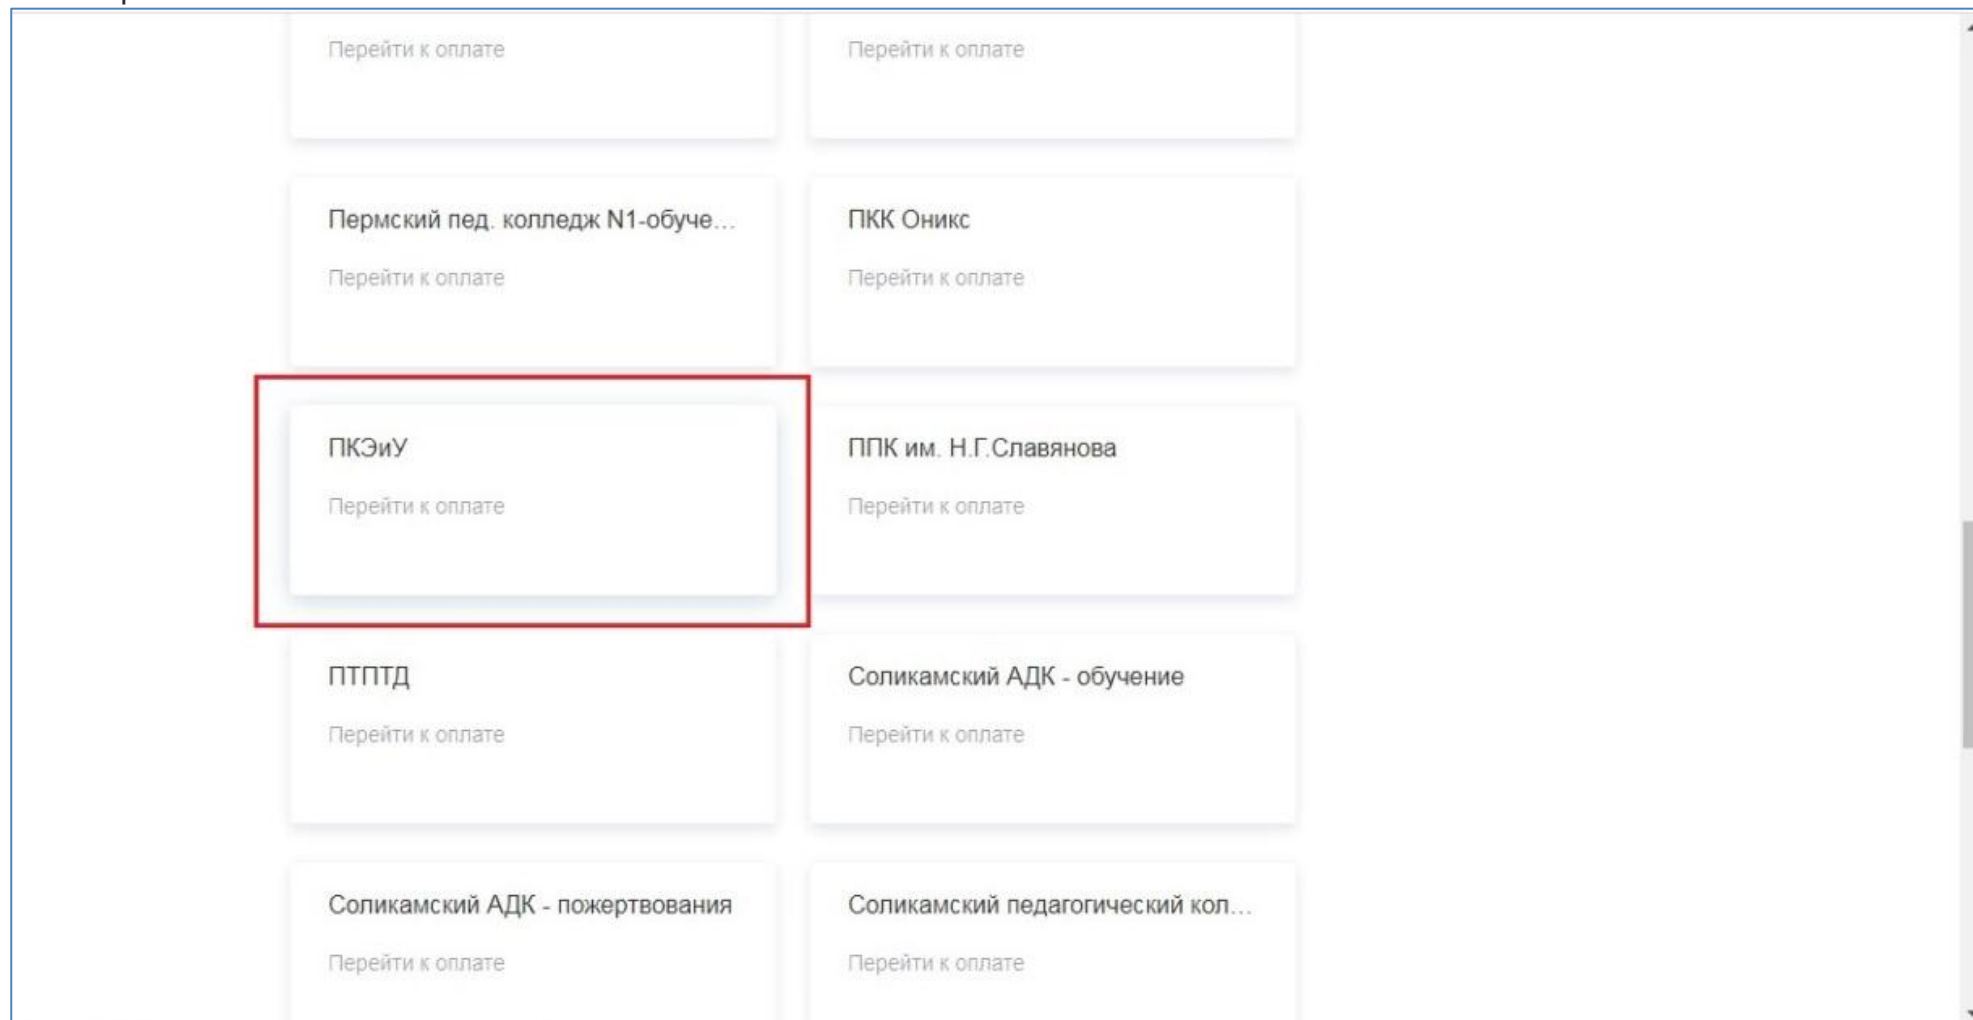 Перейти к оплате
Перейти к оплате
Пермский пед. колледж N1-обуче...
ПКК Оникс
Перейти к оплате
Перейти к оплате
ПКЭиУ
ППК им. Н.Г.Славянова
Перейти к оплате
Перейти к оплате
ПТПТД
Соликамский АДК - обучение
Перейти к оплате
Перейти к оплате
Соликамский АДК - пожертвования
Соликамский педагогический кол...
Перейти к оплате
Перейти к оплате